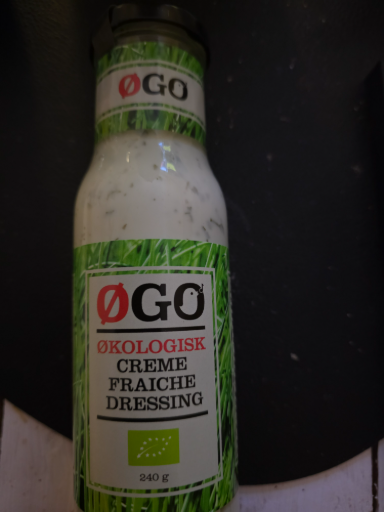 ØGO
ØGO
ØKOLOGISK
CREME
FRAICHE
DRESSING
240 g